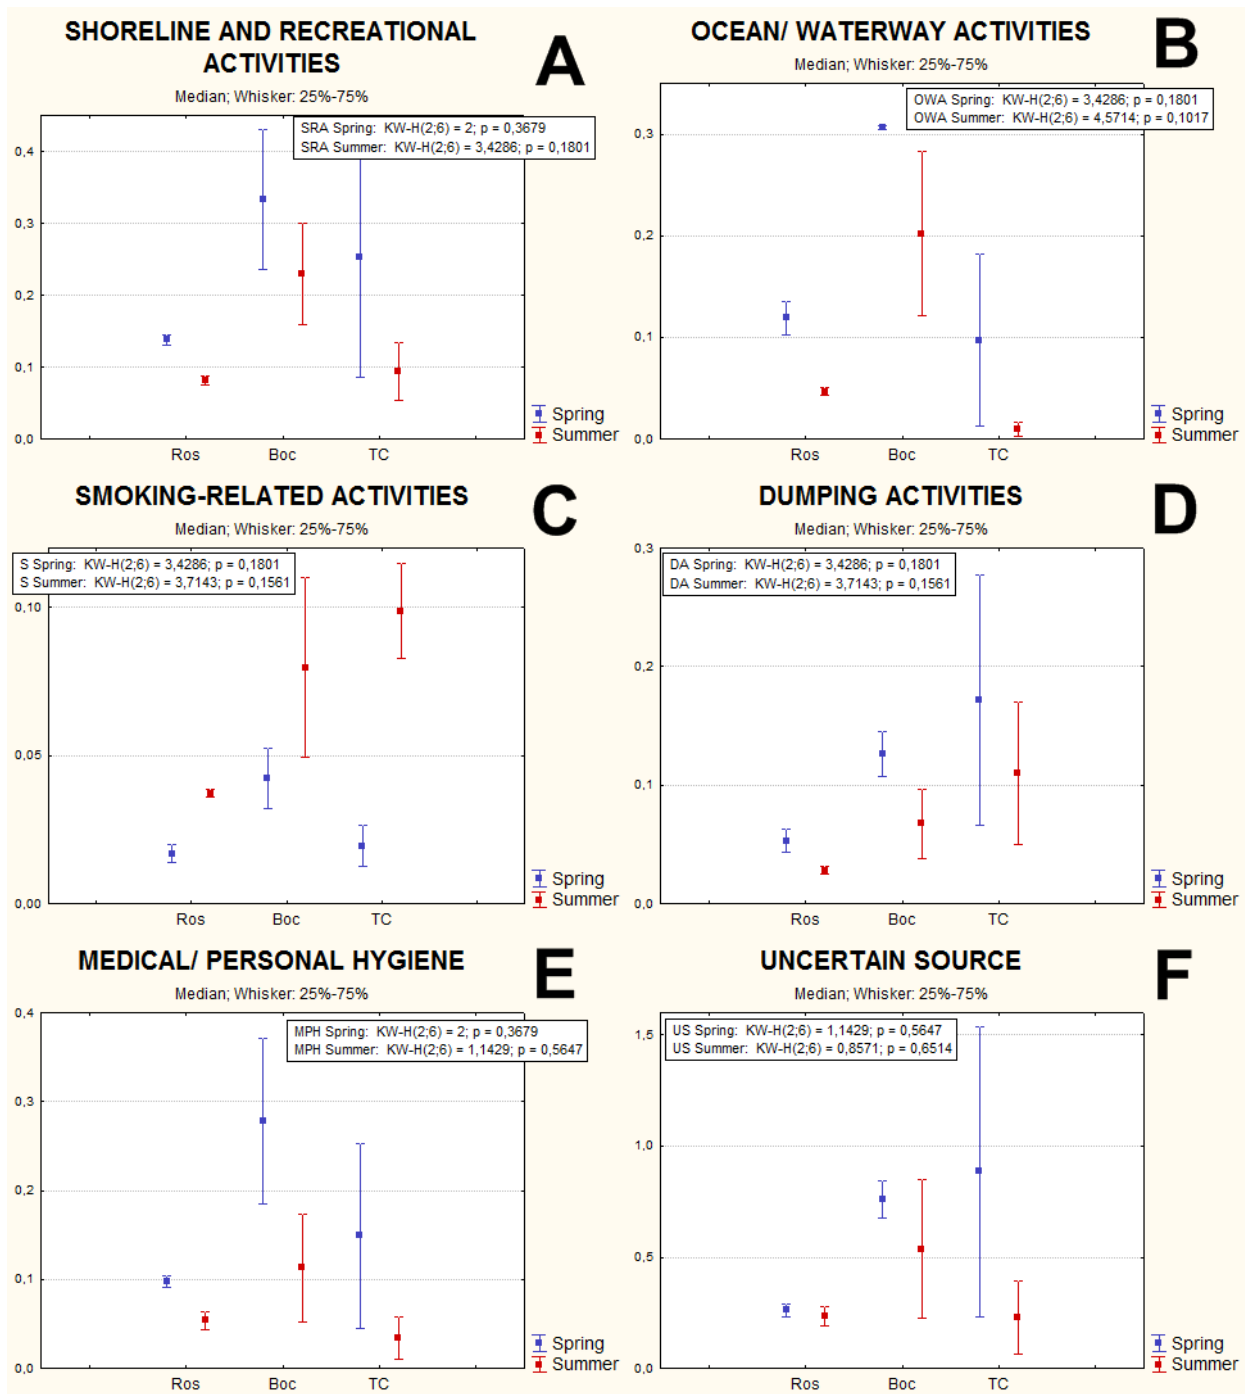 SHORELINE AND RECREATIONAL
ACTIVITIES
A
Median; Whisker: 25%-75%
SRA Spring: KW-H(2;6) = 2; p = 0,3679
SRA Summer: KW-H(2;6) = 3,4286; p = 0,1801
0,4
0,3
0,2
0,1
0,0
Ros Boc TC
Spring
Summer
OCEAN/ WATERWAY ACTIVITIES
B
Median; Whisker: 25%-75%
OWA Spring: KW-H(2;6) = 3,4286; p = 0,1801
OWA Summer: KW-H(2;6) = 4,5714; p = 0,1017
0,3
0,2
0,1
0,0
Ros Boc TC
Spring
Summer
SMOKING-RELATED ACTIVITIES
C
Median; Whisker: 25%-75%
S Spring: KW-H(2;6) = 3,4286; p = 0,1801
S Summer: KW-H(2;6) = 3,7143; p = 0,1561
0,10
0,05
0,00
Ros Boc TC
Spring
Summer
DUMPING ACTIVITIES
D
Median; Whisker: 25%-75%
0,3
DA Spring: KW-H(2;6) = 3,4286; p = 0,1801
DA Summer: KW-H(2;6) = 3,7143; p = 0,1561
0,2
0,1
0,0
Ros Boc TC
Spring
Summer
MEDICAL/ PERSONAL HYGIENE
E
Median; Whisker: 25%-75%
0,4
MPH Spring: KW-H(2;6) = 2; p = 0,3679
MPH Summer: KW-H(2;6) = 1,1429; p = 0,5647
0,3
0,2
0,1
0,0
Ros Boc TC
Spring
Summer
UNCERTAIN SOURCE
F
Median; Whisker: 25%-75%
US Spring: KW-H(2;6) = 1,1429; p = 0,5647
US Summer: KW-H(2;6) = 0,8571; p = 0,6514
1,5
1,0
0,5
0,0
Ros Boc TC
Spring
Summer